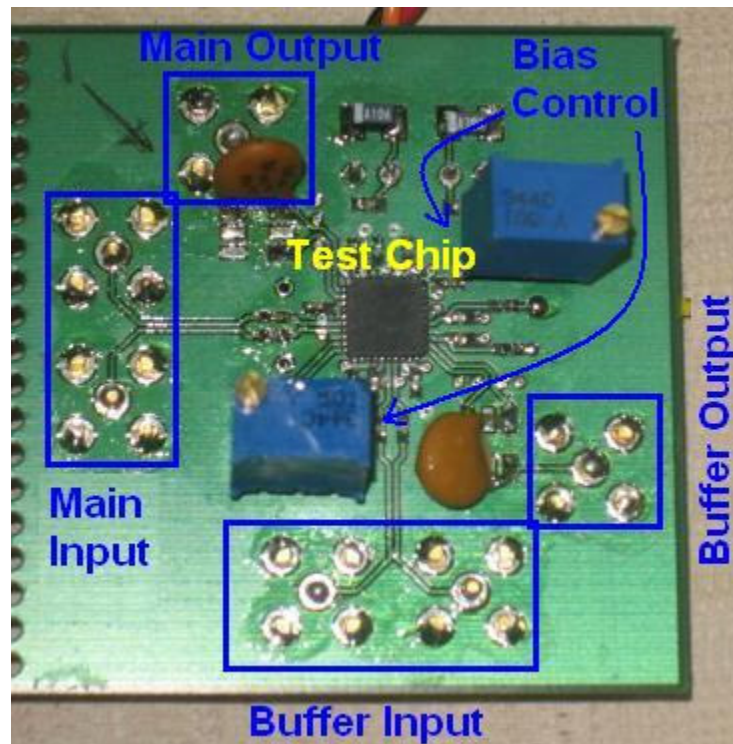 Main Output
Bias
Control
Test Chip
Main
Input
Buffer Output
Buffer Input